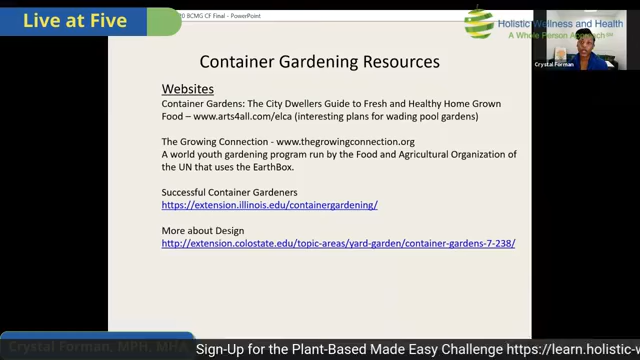 Live at Five
20 BCMG CF Final - PowerPoint
Holistic Wellness and Health
A Whole Person Approach
Crystal Forman
Container Gardening Resources
Websites
Container Gardens: The City Dwellers Guide to Fresh and Healthy Home Grown
Food – www.arts4all.com/elca (interesting plans for wading pool gardens)
The Growing Connection - www.thegrowingconnection.org
A world youth gardening program run by the Food and Agricultural Organization of
the UN that uses the EarthBox.
Successful Container Gardeners
https://extension.illinois.edu/containergardening/
More about Design
http://extension.colostate.edu/topic-areas/yard-garden/container-gardens-7-238/
Crystal Forman, MPH, MHA
Sign-Up for the Plant-Based Made Easy Challenge https://learn.holistic-w